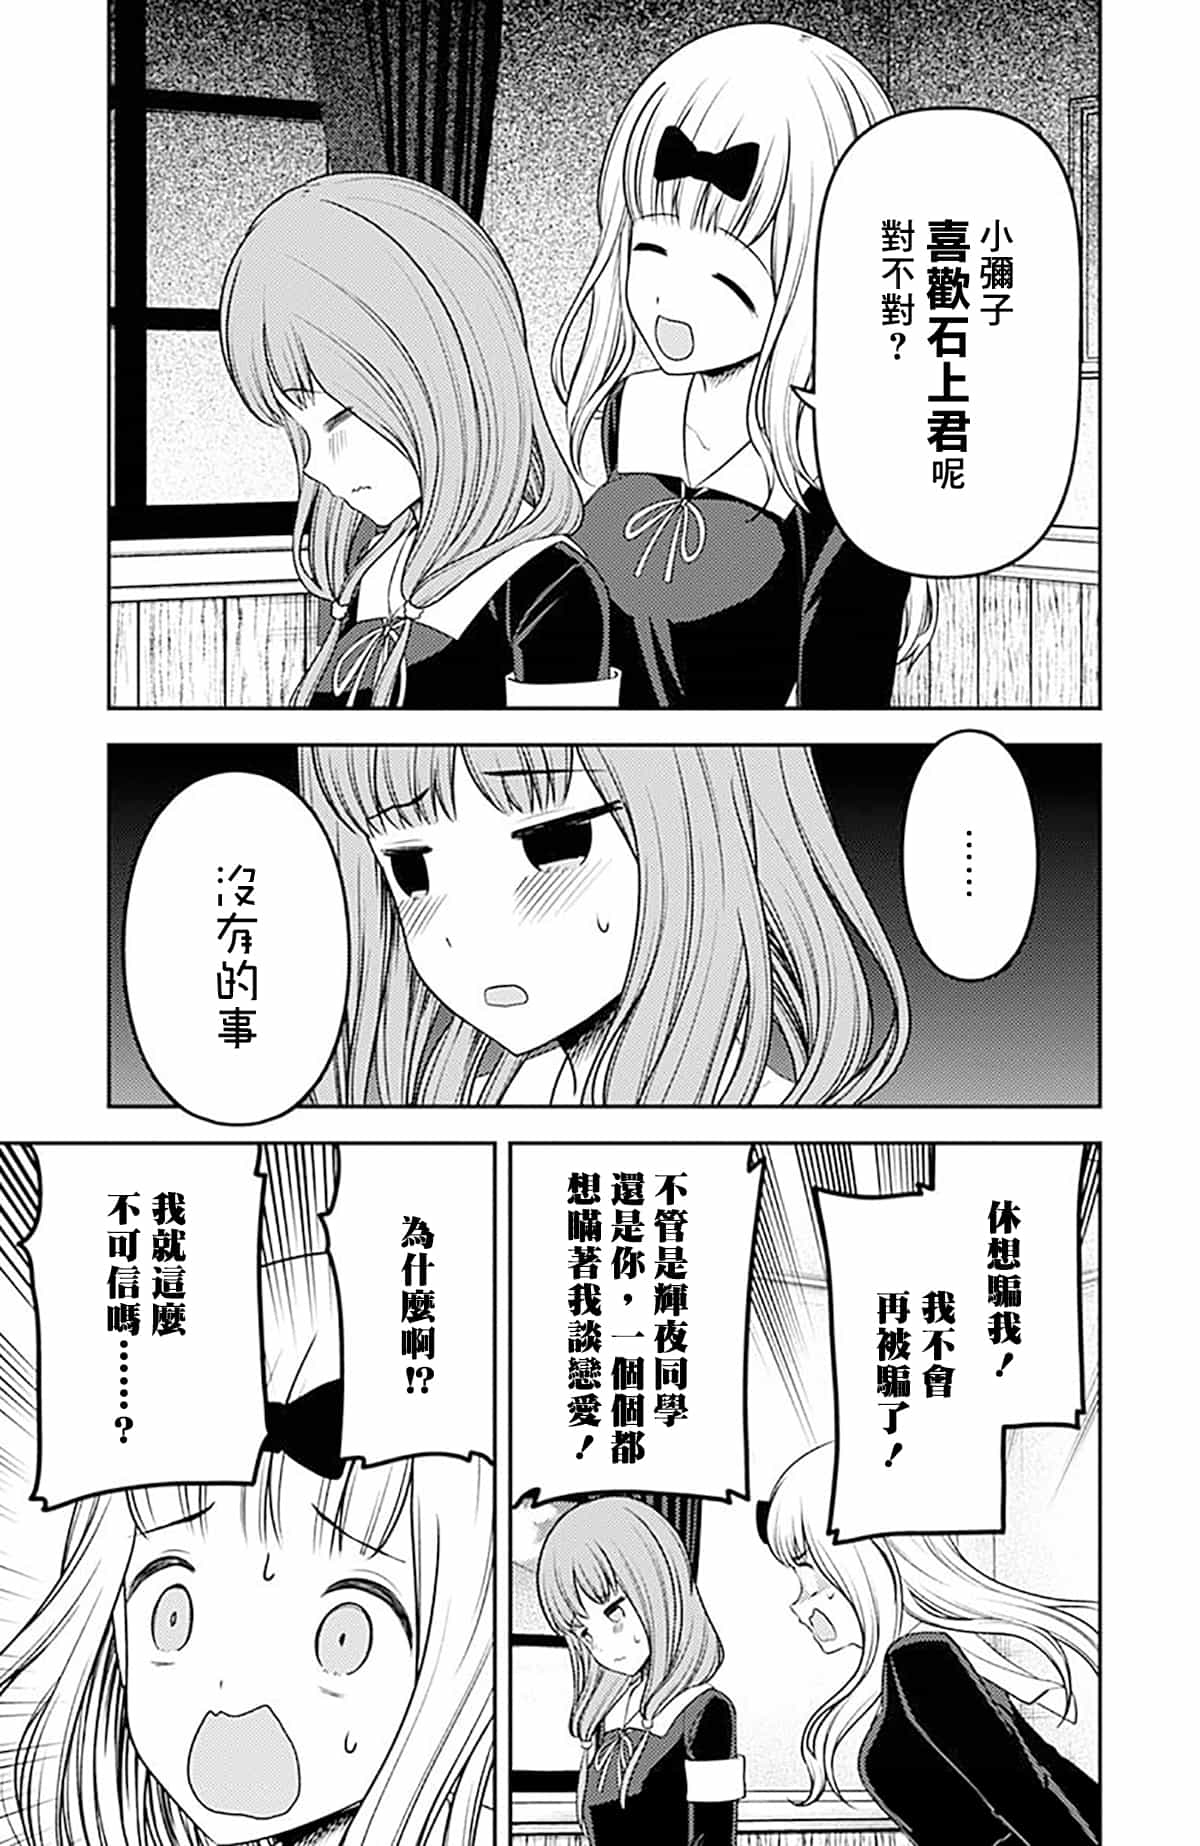 小彌子
喜歡石上君呢
對不對?
……
沒有的事
休想騙我!
我不會
再被騙了!
不管是輝夜同學
還是你,一個個都
想瞞著我談戀愛!
為什麼啊!?
我就這麼
不可信嗎……?